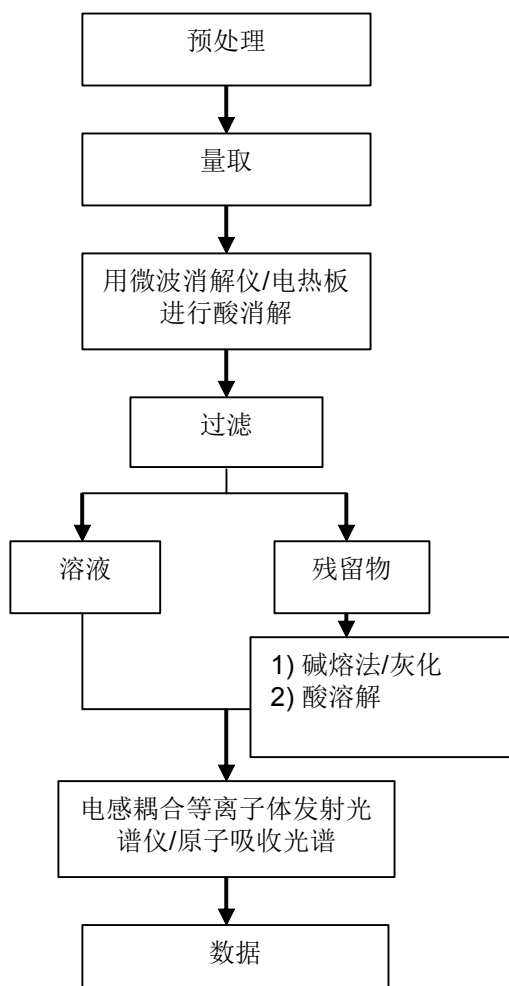 预处理
量取
用微波消解仪/电热板
进行酸消解
过滤
溶液
残留物
1) 碱熔法/灰化
2) 酸溶解
电感耦合等离子体发射光
谱仪/原子吸收光谱
数据